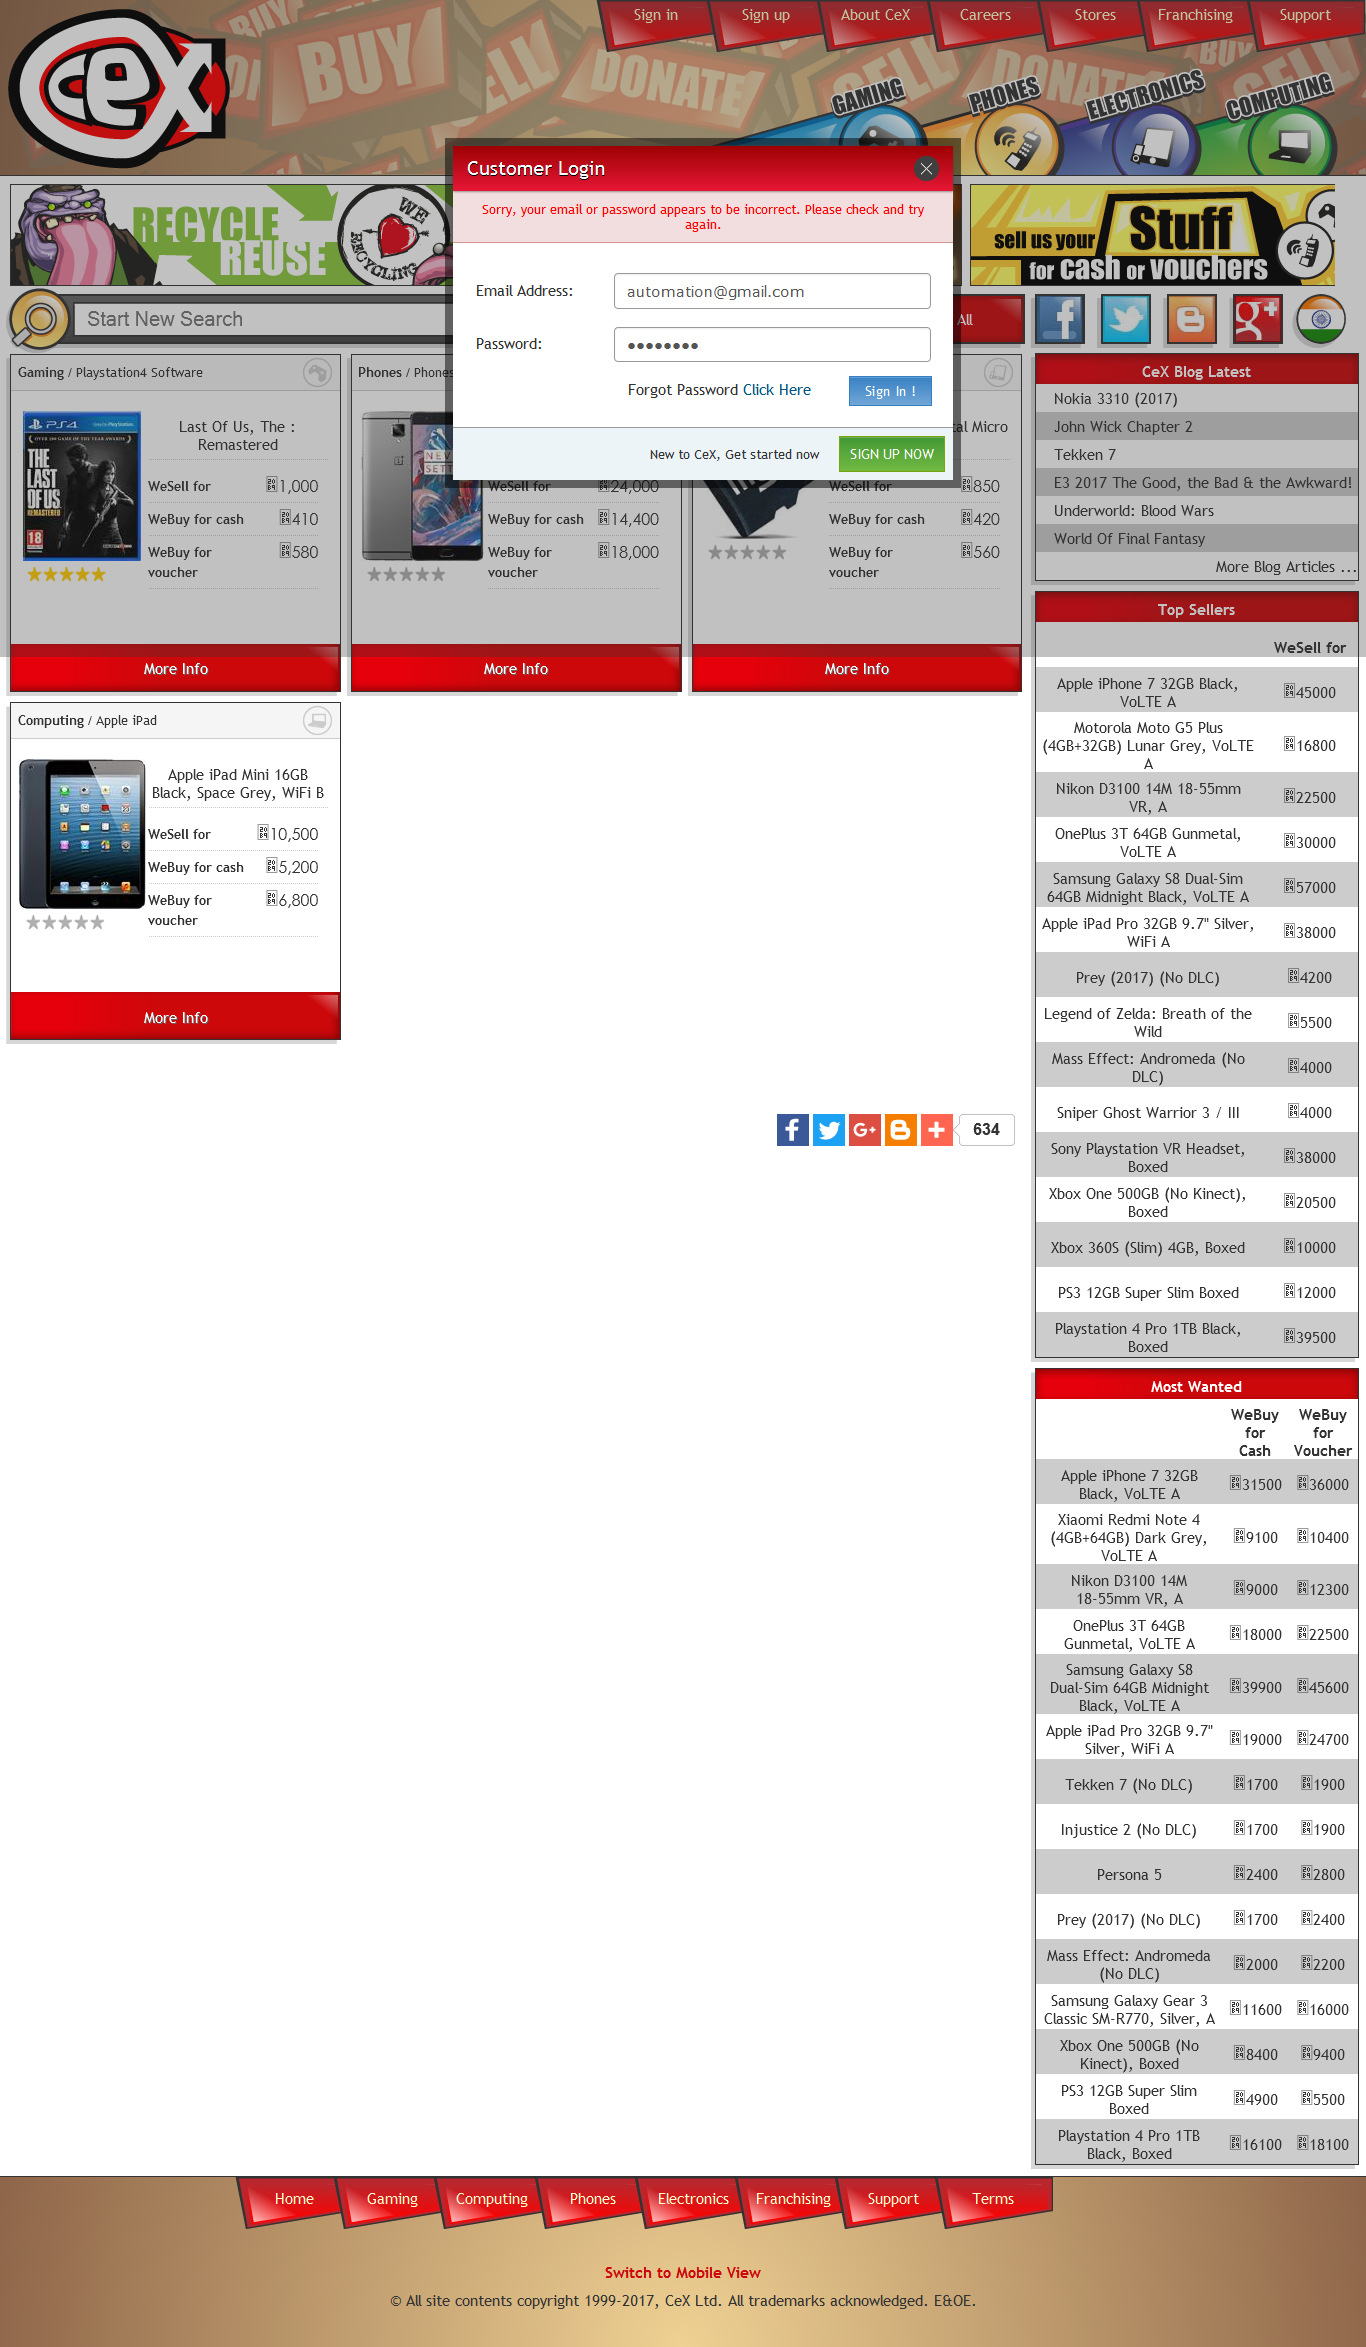 Sign in
Sign up
About CeX
Careers
Stores
Franchising
Support
CeX
BUY
SELL
DONATE
SELL
DONATE
BUY
SELL
GAMING
PHONES
ELECTRONICS
COMPUTING
Customer Login
Sorry, your email or password appears to be incorrect. Please check and try
again.
Email Address:
automation@gmail.com
Password:
Forgot Password Click Here
Sign In !
New to CeX, Get started now
SIGN UP NOW
RECYCLE
REUSE
WE
RECYCLING
sell us your Stuff
for cash or vouchers
Start New Search
All
Gaming / Playstation4 Software
PS4
THE
LAST
OF US
REMASTERED
18
Last Of Us, The :
Remastered
WeSell for 1,000
WeBuy for cash 410
WeBuy for 580
voucher
More Info
Phones / Phones
NEVER
SETT
WeSell for 24,000
WeBuy for cash 14,400
WeBuy for 18,000
voucher
More Info
tal Micro
WeSell for 850
WeBuy for cash 420
WeBuy for 560
voucher
More Info
Computing / Apple iPad
Apple iPad Mini 16GB
Black, Space Grey, WiFi B
WeSell for 10,500
WeBuy for cash 5,200
WeBuy for 6,800
voucher
More Info
634
CeX Blog Latest
Nokia 3310 (2017)
John Wick Chapter 2
Tekken 7
E3 2017 The Good, the Bad & the Awkward!
Underworld: Blood Wars
World Of Final Fantasy
More Blog Articles ...
Top Sellers
WeSell for
Apple iPhone 7 32GB Black,
VoLTE A
45000
Motorola Moto G5 Plus
(4GB+32GB) Lunar Grey, VoLTE
A
16800
Nikon D3100 14M 18-55mm
VR, A
22500
OnePlus 3T 64GB Gunmetal,
VoLTE A
30000
Samsung Galaxy S8 Dual-Sim
64GB Midnight Black, VoLTE A
57000
Apple iPad Pro 32GB 9.7" Silver,
WiFi A
38000
Prey (2017) (No DLC) 4200
Legend of Zelda: Breath of the
Wild
5500
Mass Effect: Andromeda (No
DLC)
4000
Sniper Ghost Warrior 3 / III 4000
Sony Playstation VR Headset,
Boxed
38000
Xbox One 500GB (No Kinect),
Boxed
20500
Xbox 360S (Slim) 4GB, Boxed 10000
PS3 12GB Super Slim Boxed 12000
Playstation 4 Pro 1TB Black,
Boxed
39500
Most Wanted
WeBuy
for
Cash
WeBuy
for
Voucher
Apple iPhone 7 32GB
Black, VoLTE A
31500 36000
Xiaomi Redmi Note 4
(4GB+64GB) Dark Grey,
VoLTE A
9100 10400
Nikon D3100 14M
18-55mm VR, A
9000 12300
OnePlus 3T 64GB
Gunmetal, VoLTE A
18000 22500
Samsung Galaxy S8
Dual-Sim 64GB Midnight
Black, VoLTE A
39900 45600
Apple iPad Pro 32GB 9.7"
Silver, WiFi A
19000 24700
Tekken 7 (No DLC) 1700 1900
Injustice 2 (No DLC) 1700 1900
Persona 5 2400 2800
Prey (2017) (No DLC) 1700 2400
Mass Effect: Andromeda
(No DLC)
2000 2200
Samsung Galaxy Gear 3
Classic SM-R770, Silver, A
11600 16000
Xbox One 500GB (No
Kinect), Boxed
8400 9400
PS3 12GB Super Slim
Boxed
4900 5500
Playstation 4 Pro 1TB
Black, Boxed
16100 18100
Home
Gaming
Computing
Phones
Electronics
Franchising
Support
Terms
Switch to Mobile View
© All site contents copyright 1999-2017, CeX Ltd. All trademarks acknowledged. E&OE.